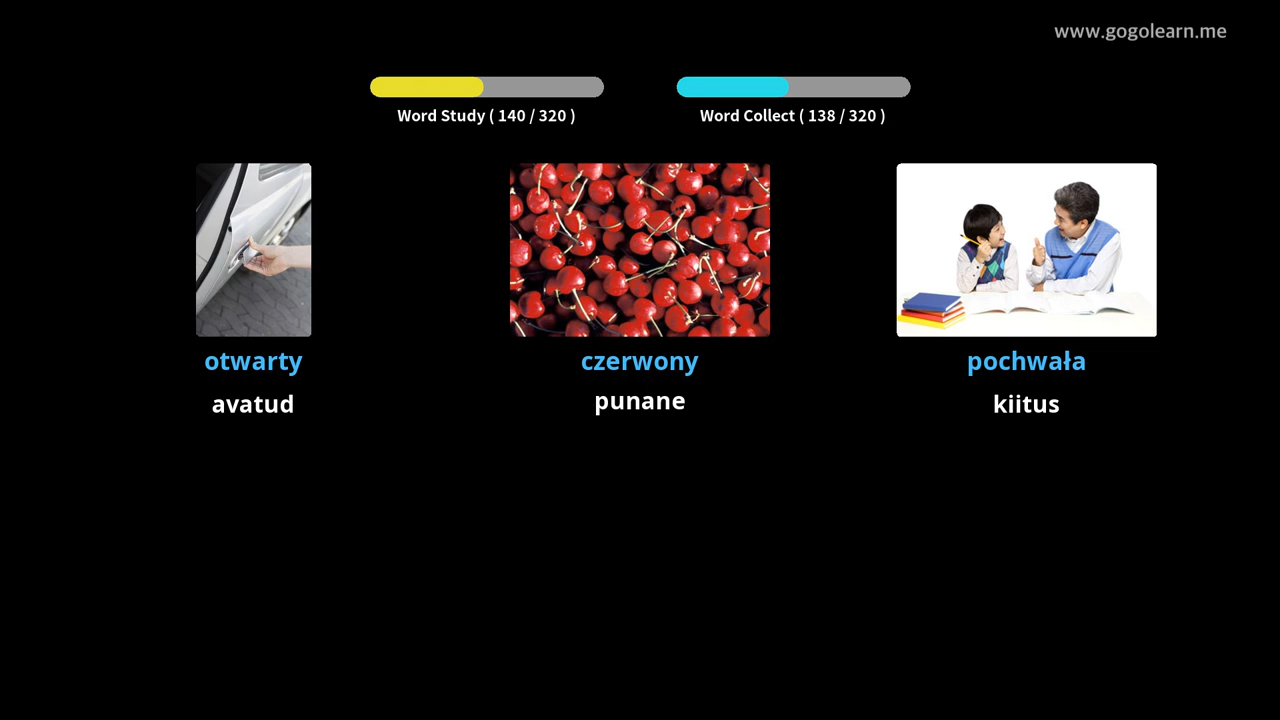 www.gogolearn.me
Word Study ( 140 / 320 )
Word Collect ( 138 / 320 )
otwarty
czerwony
pochwała
avatud
punane
kiitus